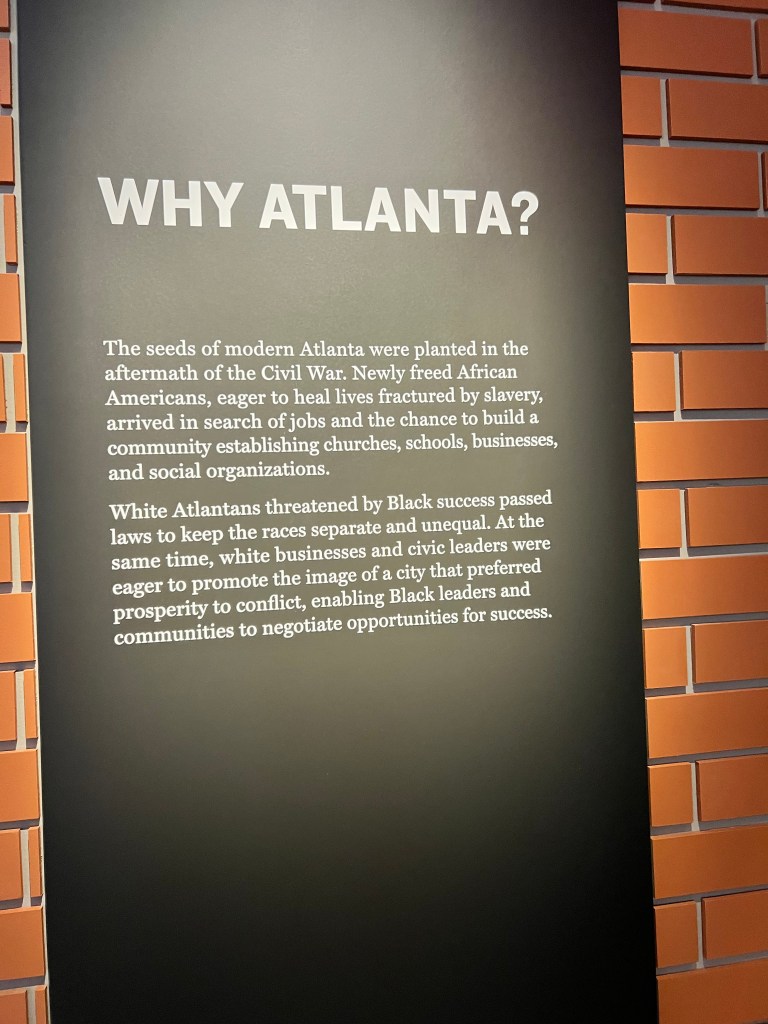 WHY ATLANTA?
The seeds of modern Atlanta were planted in the
aftermath of the Civil War. Newly freed African
Americans, eager to heal lives fractured by slavery,
arrived in search of jobs and the chance to build a
community establishing churches, schools, businesses,
and social organizations.
White Atlantans threatened by Black success passed
laws to keep the races separate and unequal. At the
same time, white businesses and civic leaders were
eager to promote the image of a city that preferred
prosperity to conflict, enabling Black leaders and
communities to negotiate opportunities for success.